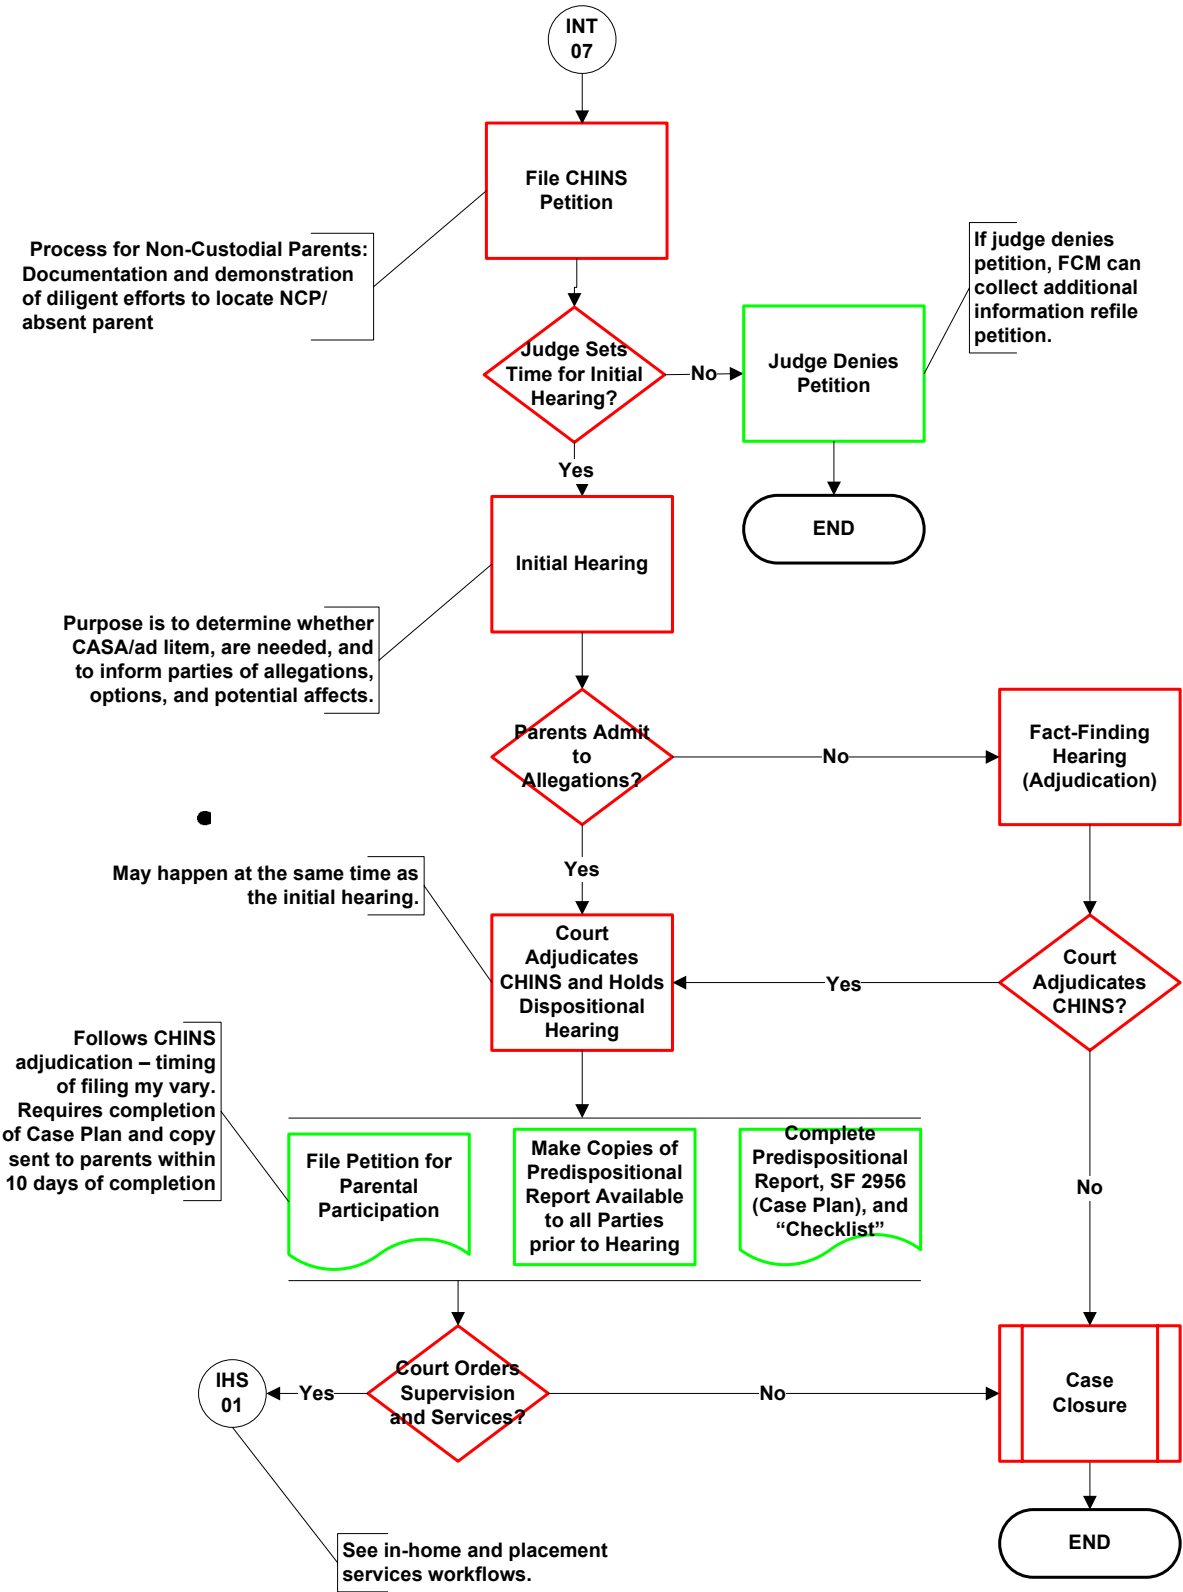 INT
07
File CHINS
Petition
Process for Non-Custodial Parents:
Documentation and demonstration
of diligent efforts to locate NCP/
absent parent
If judge denies
petition, FCM can
collect additional
information refile
petition.
Judge Sets
Time for Initial
Hearing?
No
Judge Denies
Petition
Yes
END
Initial Hearing
Purpose is to determine whether
CASA/ad litem, are needed, and
to inform parties of allegations,
options, and potential affects.
Parents Admit
to
Allegations?
No
Fact-Finding
Hearing
(Adjudication)
Yes
May happen at the same time as
the initial hearing.
Court
Adjudicates
CHINS and Holds
Dispositional
Hearing
Yes
Court
Adjudicates
CHINS?
Follows CHINS
adjudication – timing
of filing my vary.
Requires completion
of Case Plan and copy
sent to parents within
10 days of completion
File Petition for
Parental
Participation
Make Copies of
Predispositional
Report Available
to all Parties
prior to Hearing
Complete
Predispositional
Report, SF 2956
(Case Plan), and
“Checklist”
No
IHS
01
Yes
Court Orders
Supervision
and Services?
No
Case
Closure
END
See in-home and placement
services workflows.